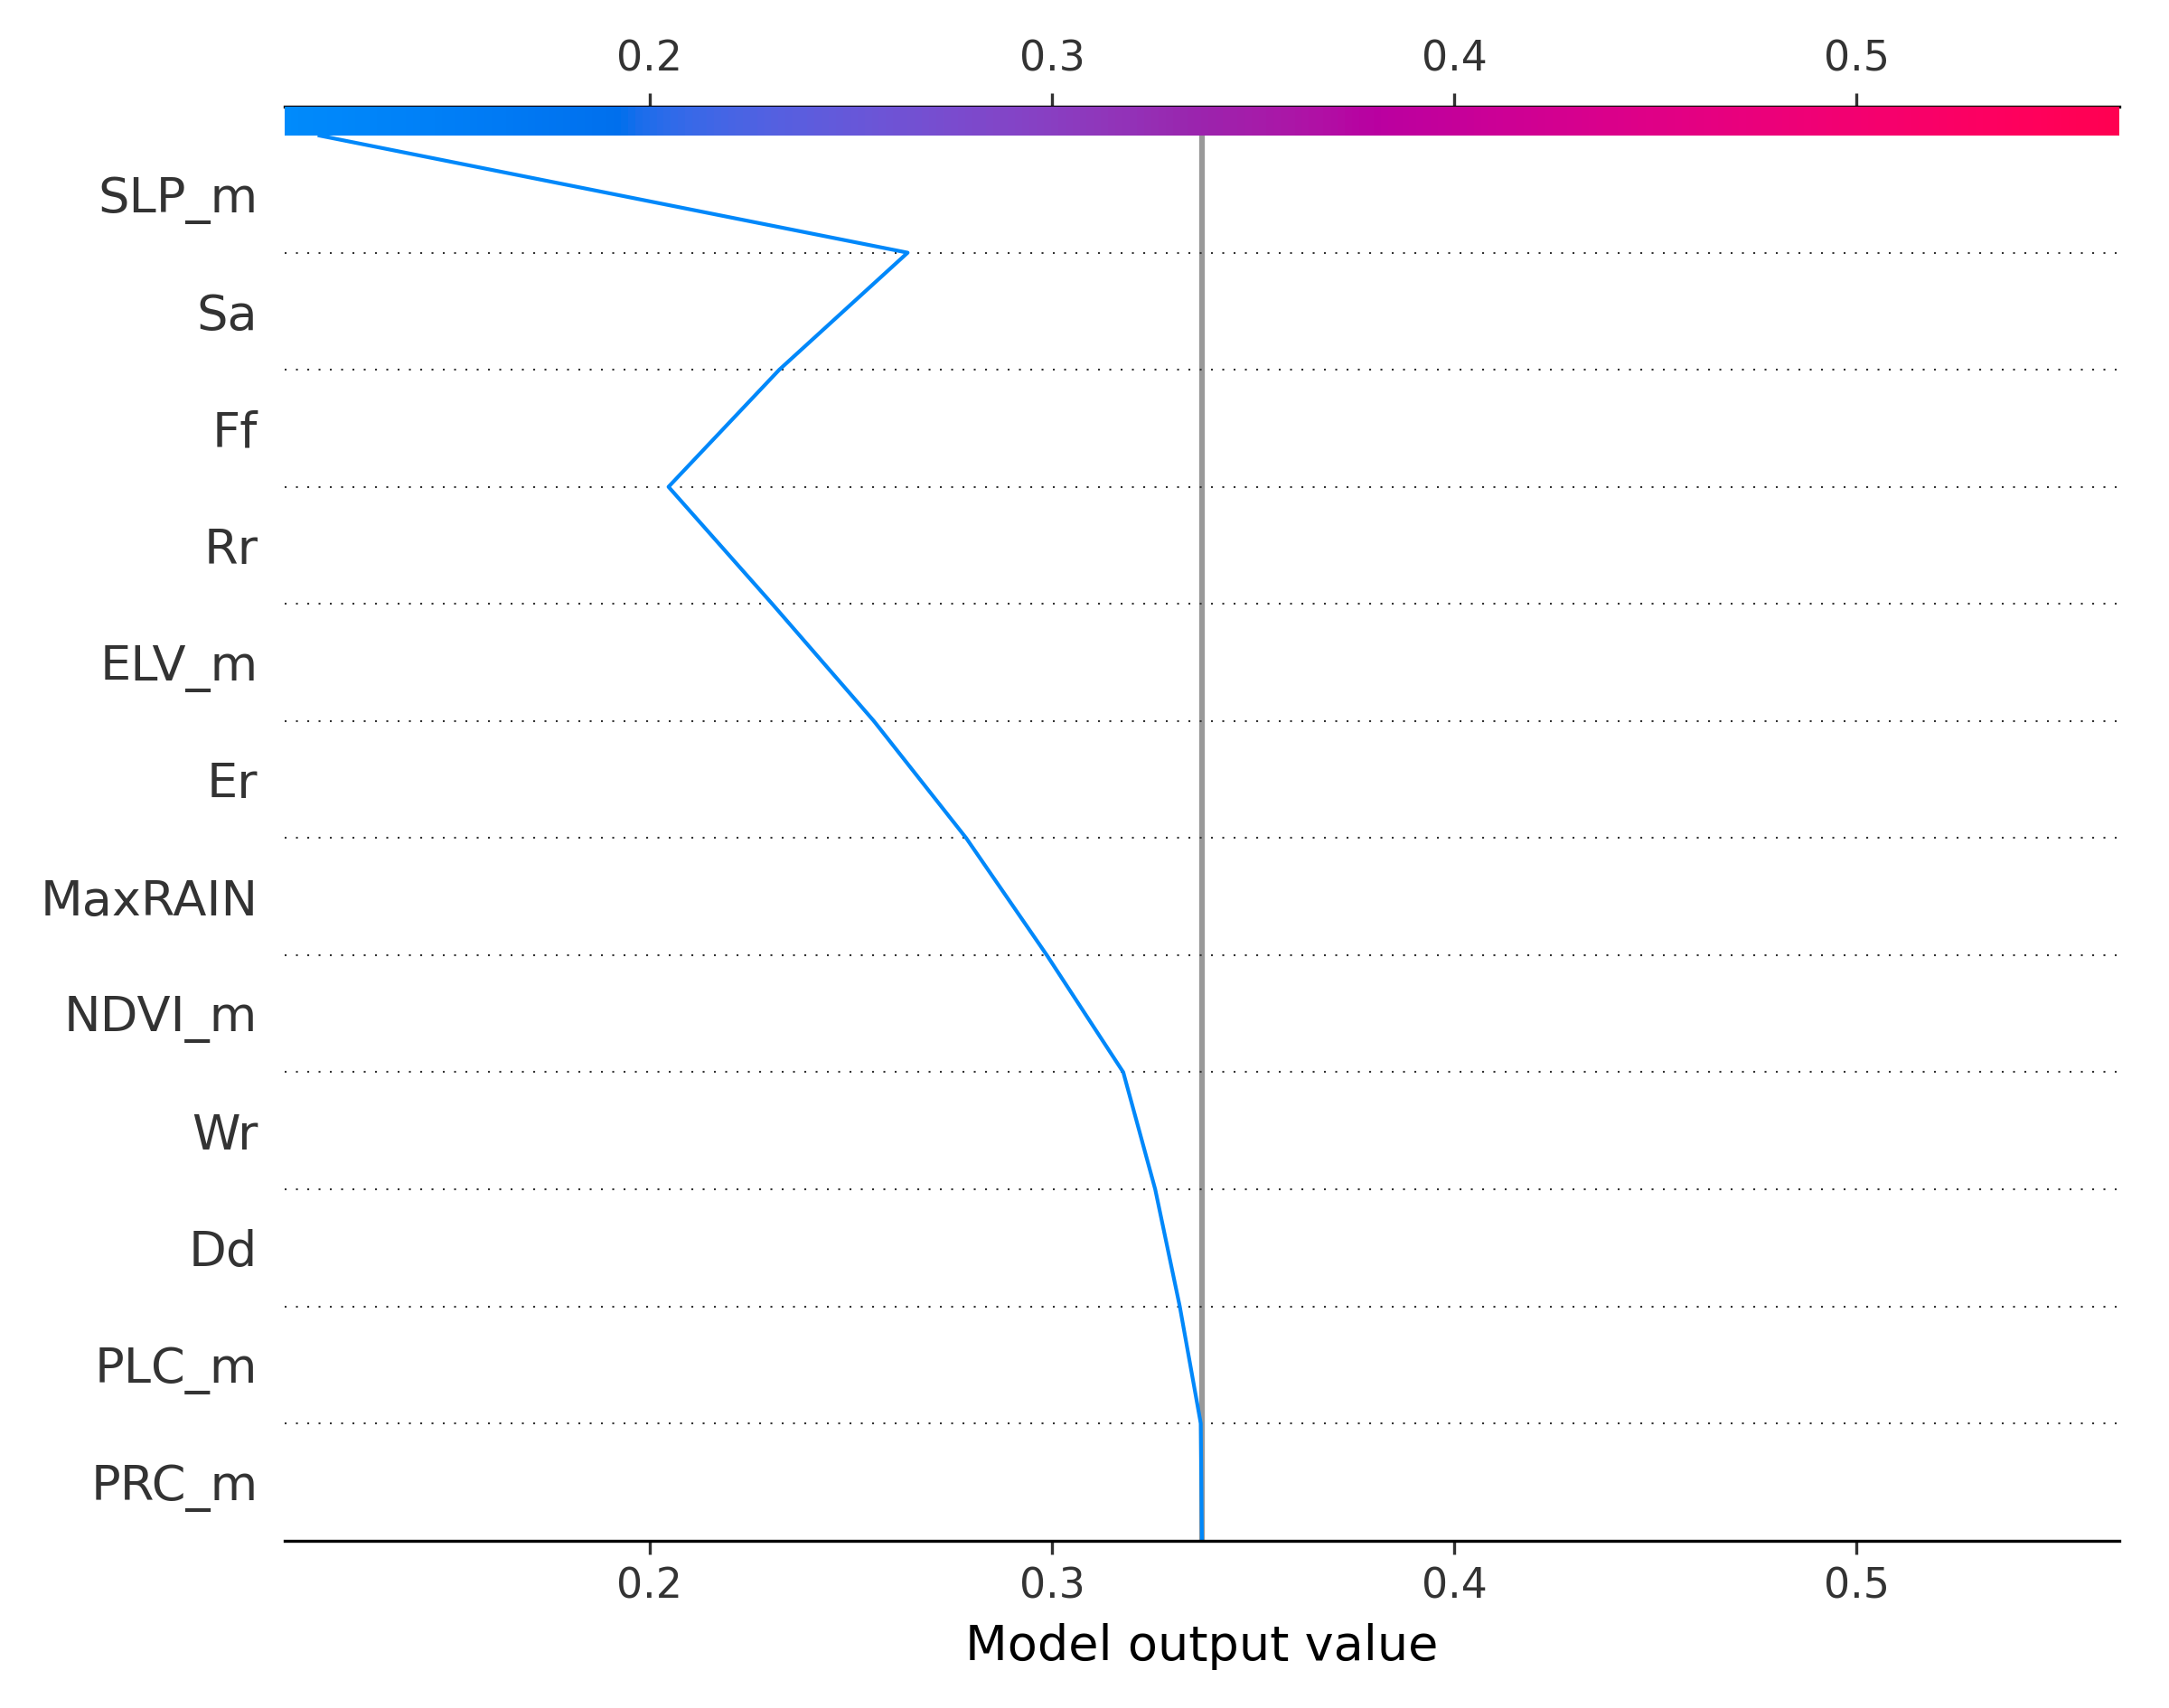 0.2 0.3 0.4 0.5
SLP_m
Sa
Ff
Rr
ELV_m
Er
MaxRAIN
NDVI_m
Wr
Dd
PLC_m
PRC_m
0.2 0.3 0.4 0.5
Model output value